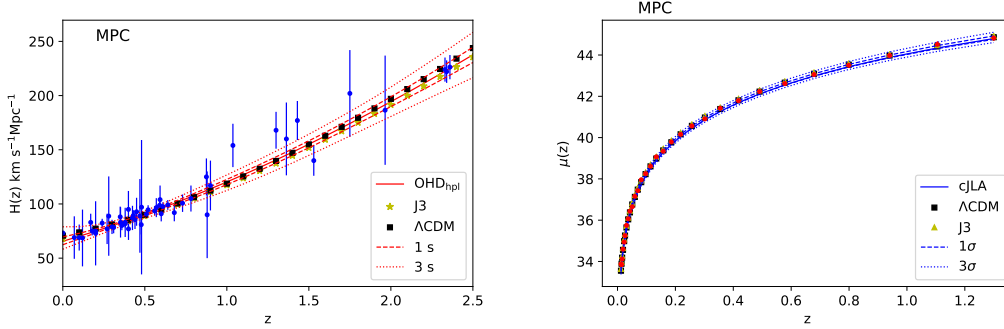 MPC
H(z) km s⁻¹Mpc⁻¹
250
200
150
100
50
0.0 0.5 1.0 1.5 2.0 2.5
z
OHD_hpl
J3
ΛCDM
1 s
3 s
MPC
μ(z)
44
42
40
38
36
34
0.0 0.2 0.4 0.6 0.8 1.0 1.2
z
cJLA
ΛCDM
J3
1σ
3σ